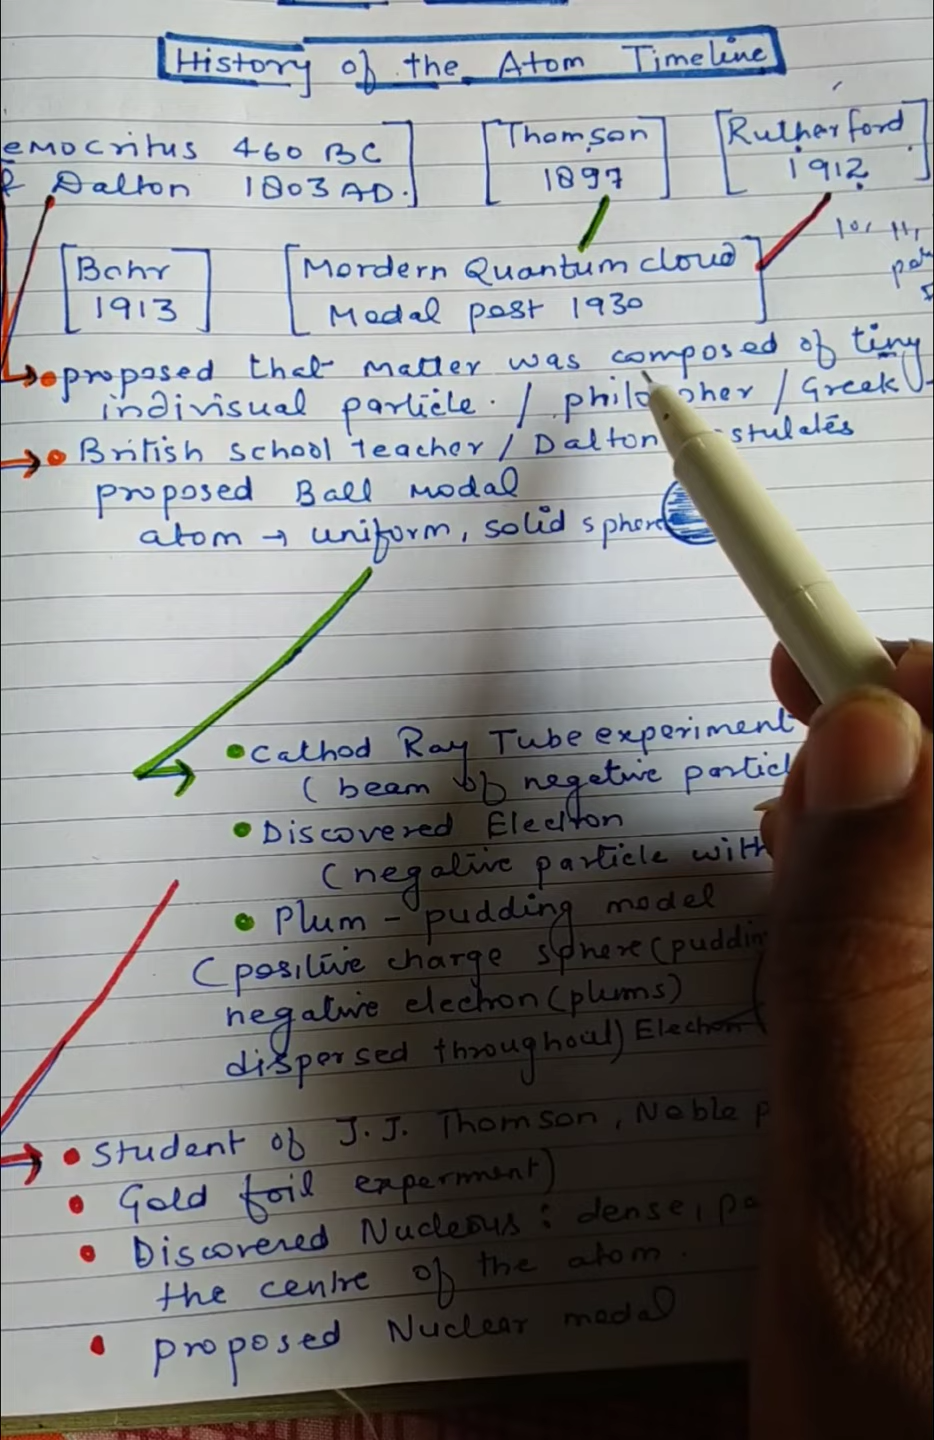 History of the Atom Timeline
emocritus 460 BC
& Dalton 1803 AD.
Thomson
1897
Rutherford
1912
Bohr
1913
Mordern Quantum cloud
Modal post 1930
proposed that matter was composed of tiny
indivisual particle. / / Greek
British school teacher / Dalton
proposed Ball modal
atom → uniform, solid sphere
Cathod Ray Tube experiment
(beam of negative particl
Discovered Electron
(negative particle with
Plum - pudding model
(positive charge sphere (puddin
negative electron (plums)
dispersed throughout) Electron
Student of J.J. Thomson, Noble p
Gold foil experment)
Discovered Nucleous : dense, po
the centre of the atom.
proposed Nuclear modal